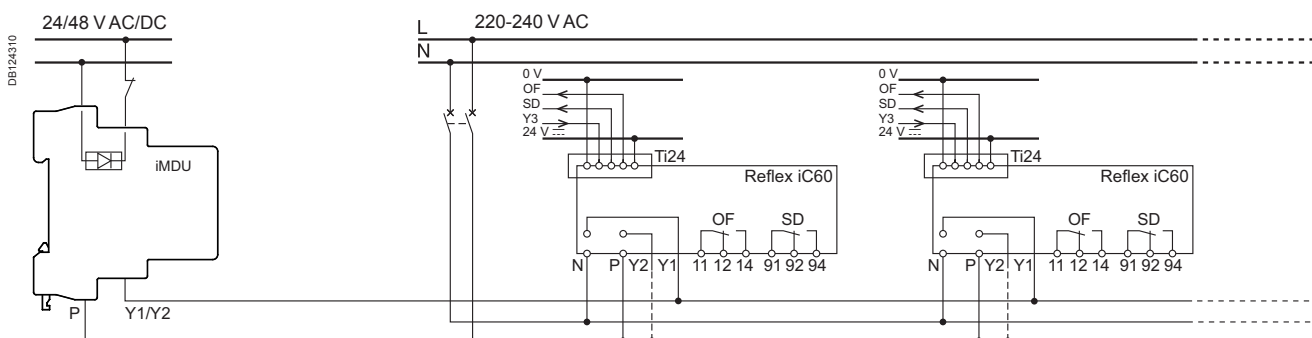 24/48 V AC/DC
220-240 V AC
L
N
DB124310
iMDU
P
Y1/Y2
0 V
OF
SD
Y3
24 V
Ti24
Reflex iC60
OF SD
N P Y2 Y1 11 12 14 91 92 94
0 V
OF
SD
Y3
24 V
Ti24
Reflex iC60
OF SD
N P Y2 Y1 11 12 14 91 92 94